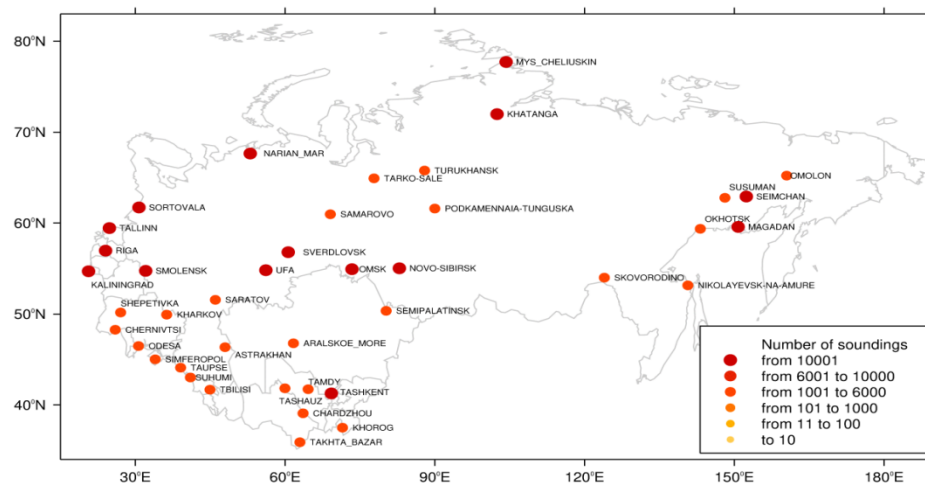 80°N
MYS_CHELIUSKIN
KHATANGA
70°N
NARIAN_MAR
TURUKHANSK
TARKO-SALE
OMOLON
SUSUMAN
SEIMCHAN
SORTOVALA
SAMAROVO
PODKAMENNAIA-TUNGUSKA
60°N
OKHOTSK
TALLINN
MAGADAN
RIGA
SVERDLOVSK
SMOLENSK
UFA
OMSK
NOVO-SIBIRSK
SKOVORODINO
KALININGRAD
NIKOLAYEVSK-NA-AMURE
SHEPETIVKA
SARATOV
50°N
KHARKOV
SEMIPALATINSK
CHERNIVTSI
ODESA
ASTRAKHAN
ARALSKOE_MORE
SIMFEROPOL
TAUPSE
SUHUMI
TBILISI
TAMDY
TASHKENT
TASHAUZ
40°N
CHARDZHOU
KHOROG
TAKHTA_BAZAR
Number of soundings
from 10001
from 6001 to 10000
from 1001 to 6000
from 101 to 1000
from 11 to 100
to 10
30°E
60°E
90°E
120°E
150°E
180°E